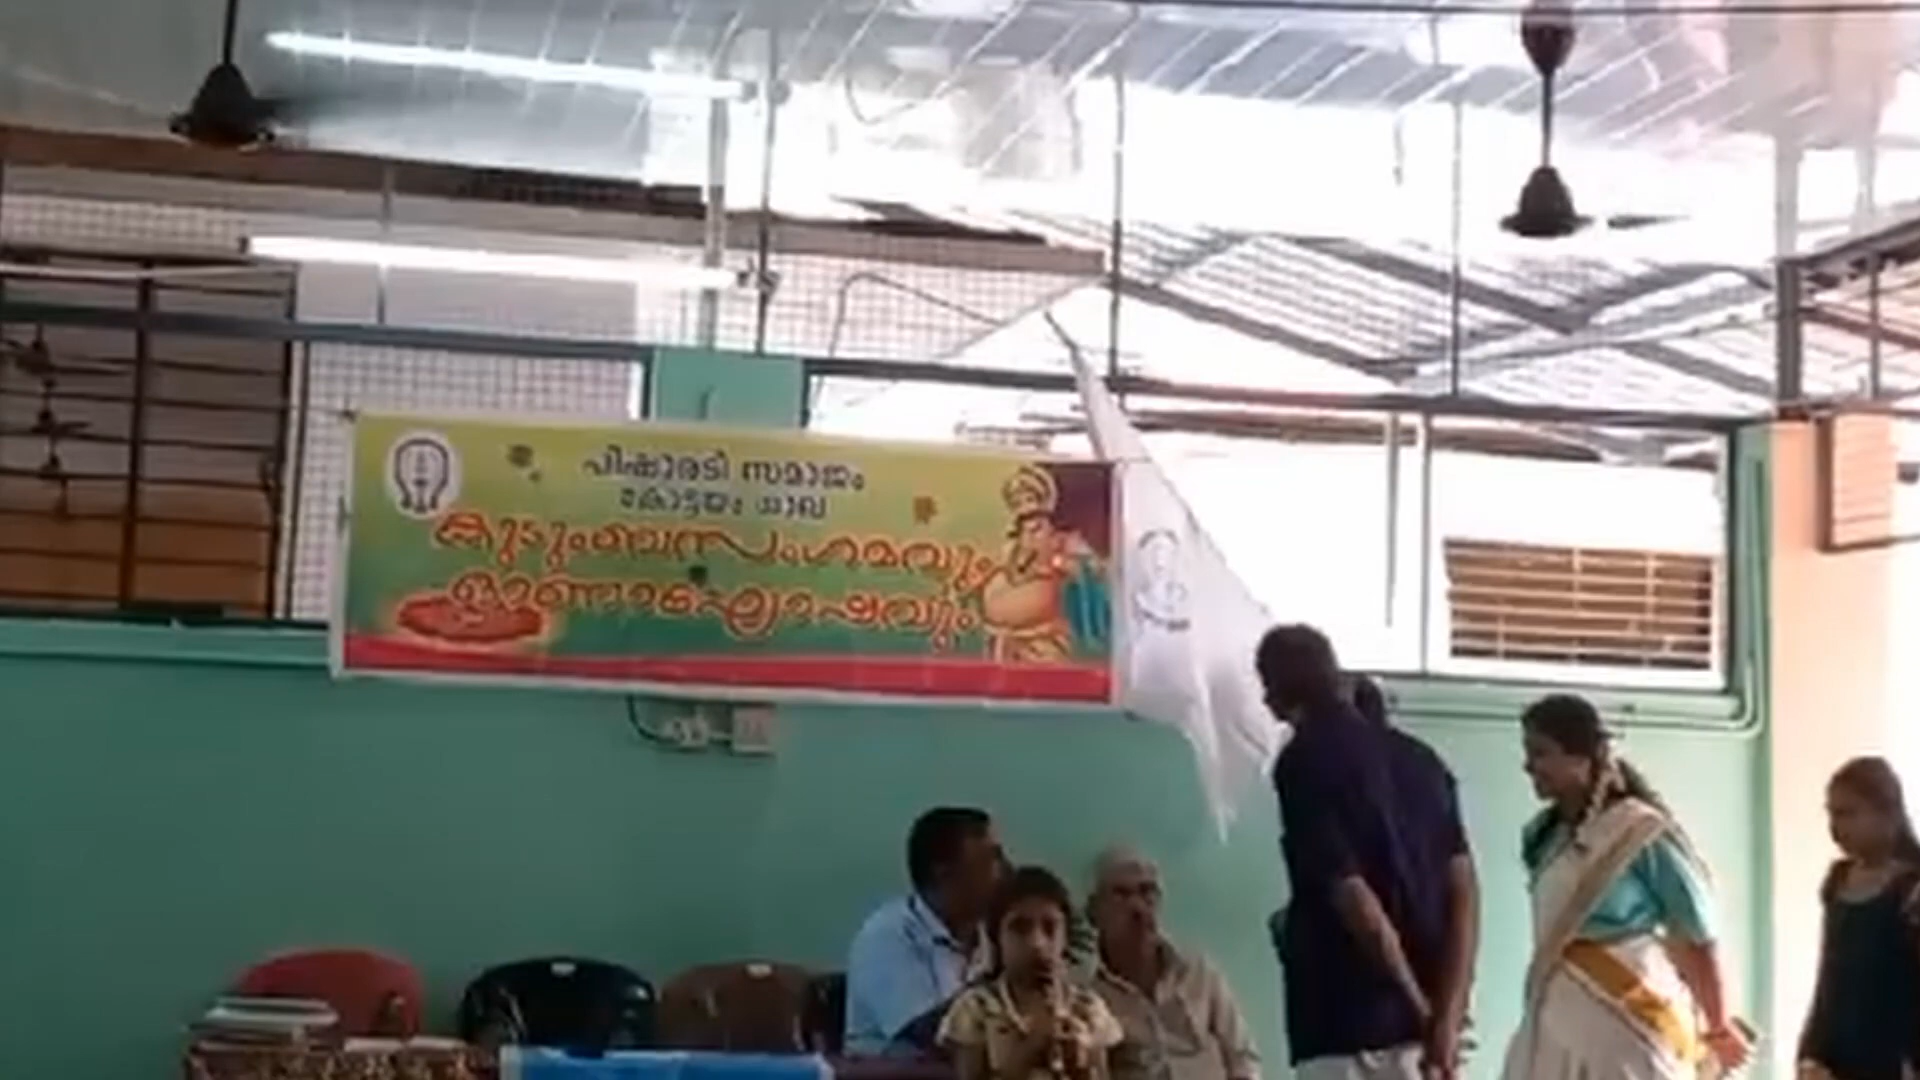 പിഷാരടി സമാജം
കോട്ടയം ശാഖ
കുടുംബസംഗമവും
ഓണാഘോഷവും